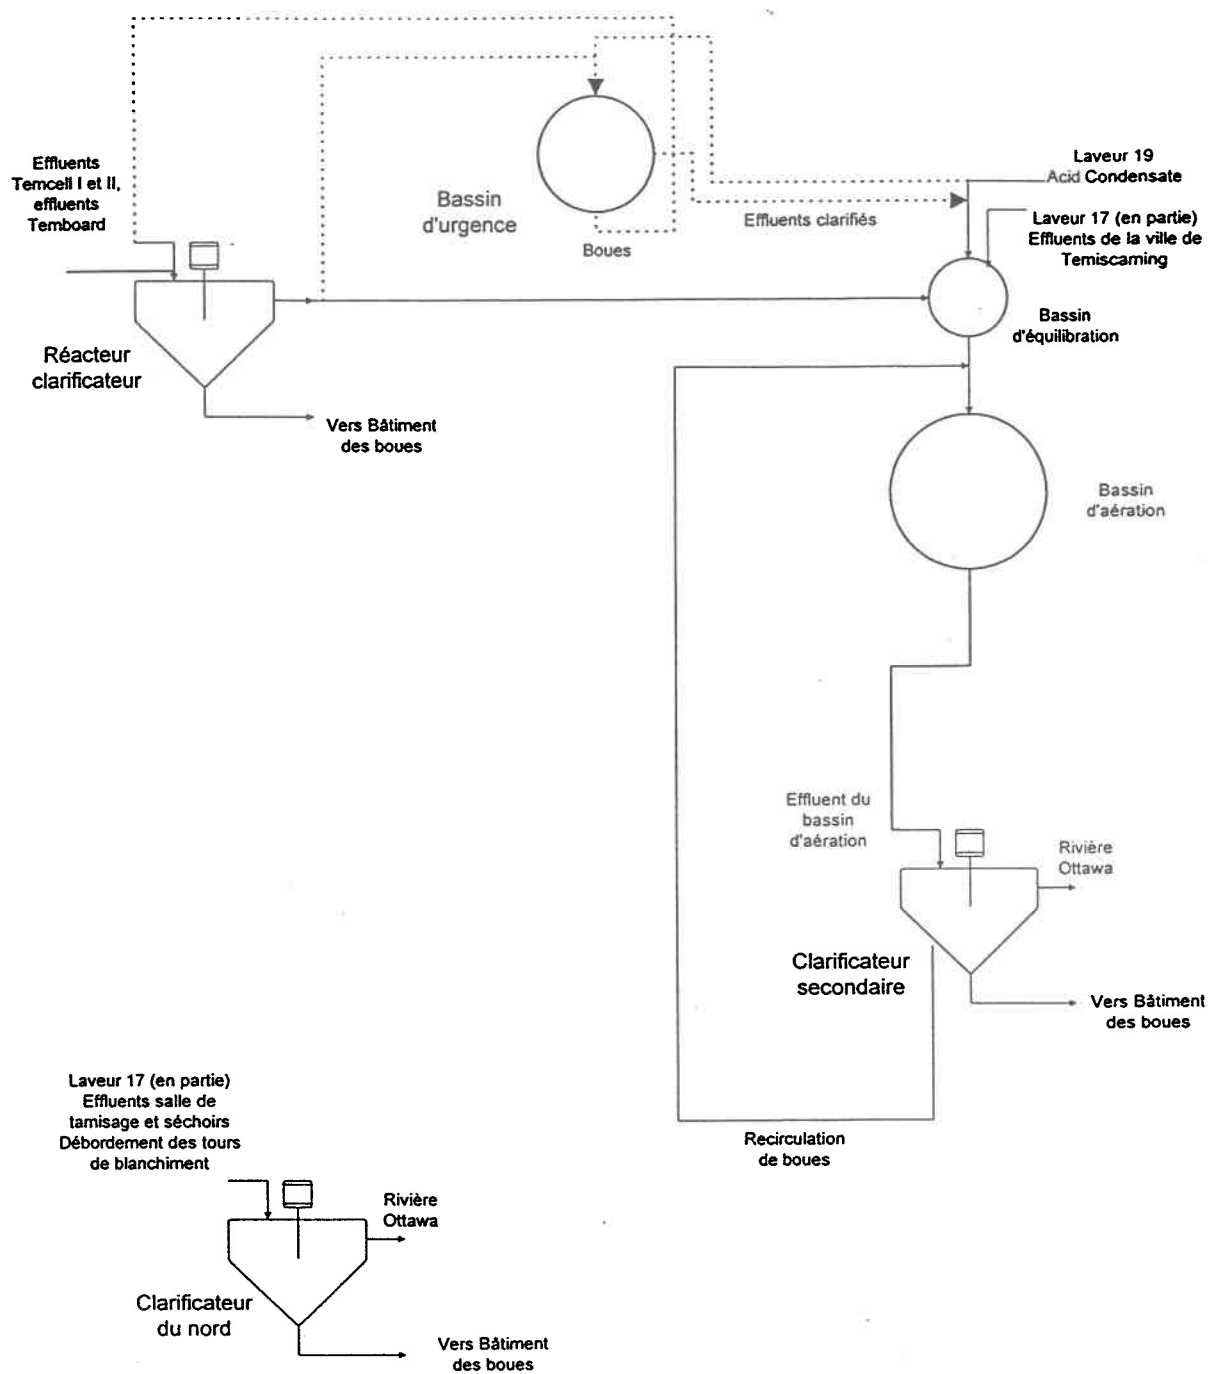 Effluents
Temcell I et II,
effluents
Temboard
Bassin
d'urgence
Boues
Effluents clarifiés
Laveur 19
Acid Condensate
Laveur 17 (en partie)
Effluents de la ville de
Temiscaming
Bassin
d'équilibration
Réacteur
clarificateur
Vers Bâtiment
des boues
Bassin
d'aération
Effluent du
bassin
d'aération
Rivière
Ottawa
Clarificateur
secondaire
Vers Bâtiment
des boues
Recirculation
de boues
Laveur 17 (en partie)
Effluents salle de
tamisage et séchoirs
Débordement des tours
de blanchiment
Rivière
Ottawa
Clarificateur
du nord
Vers Bâtiment
des boues